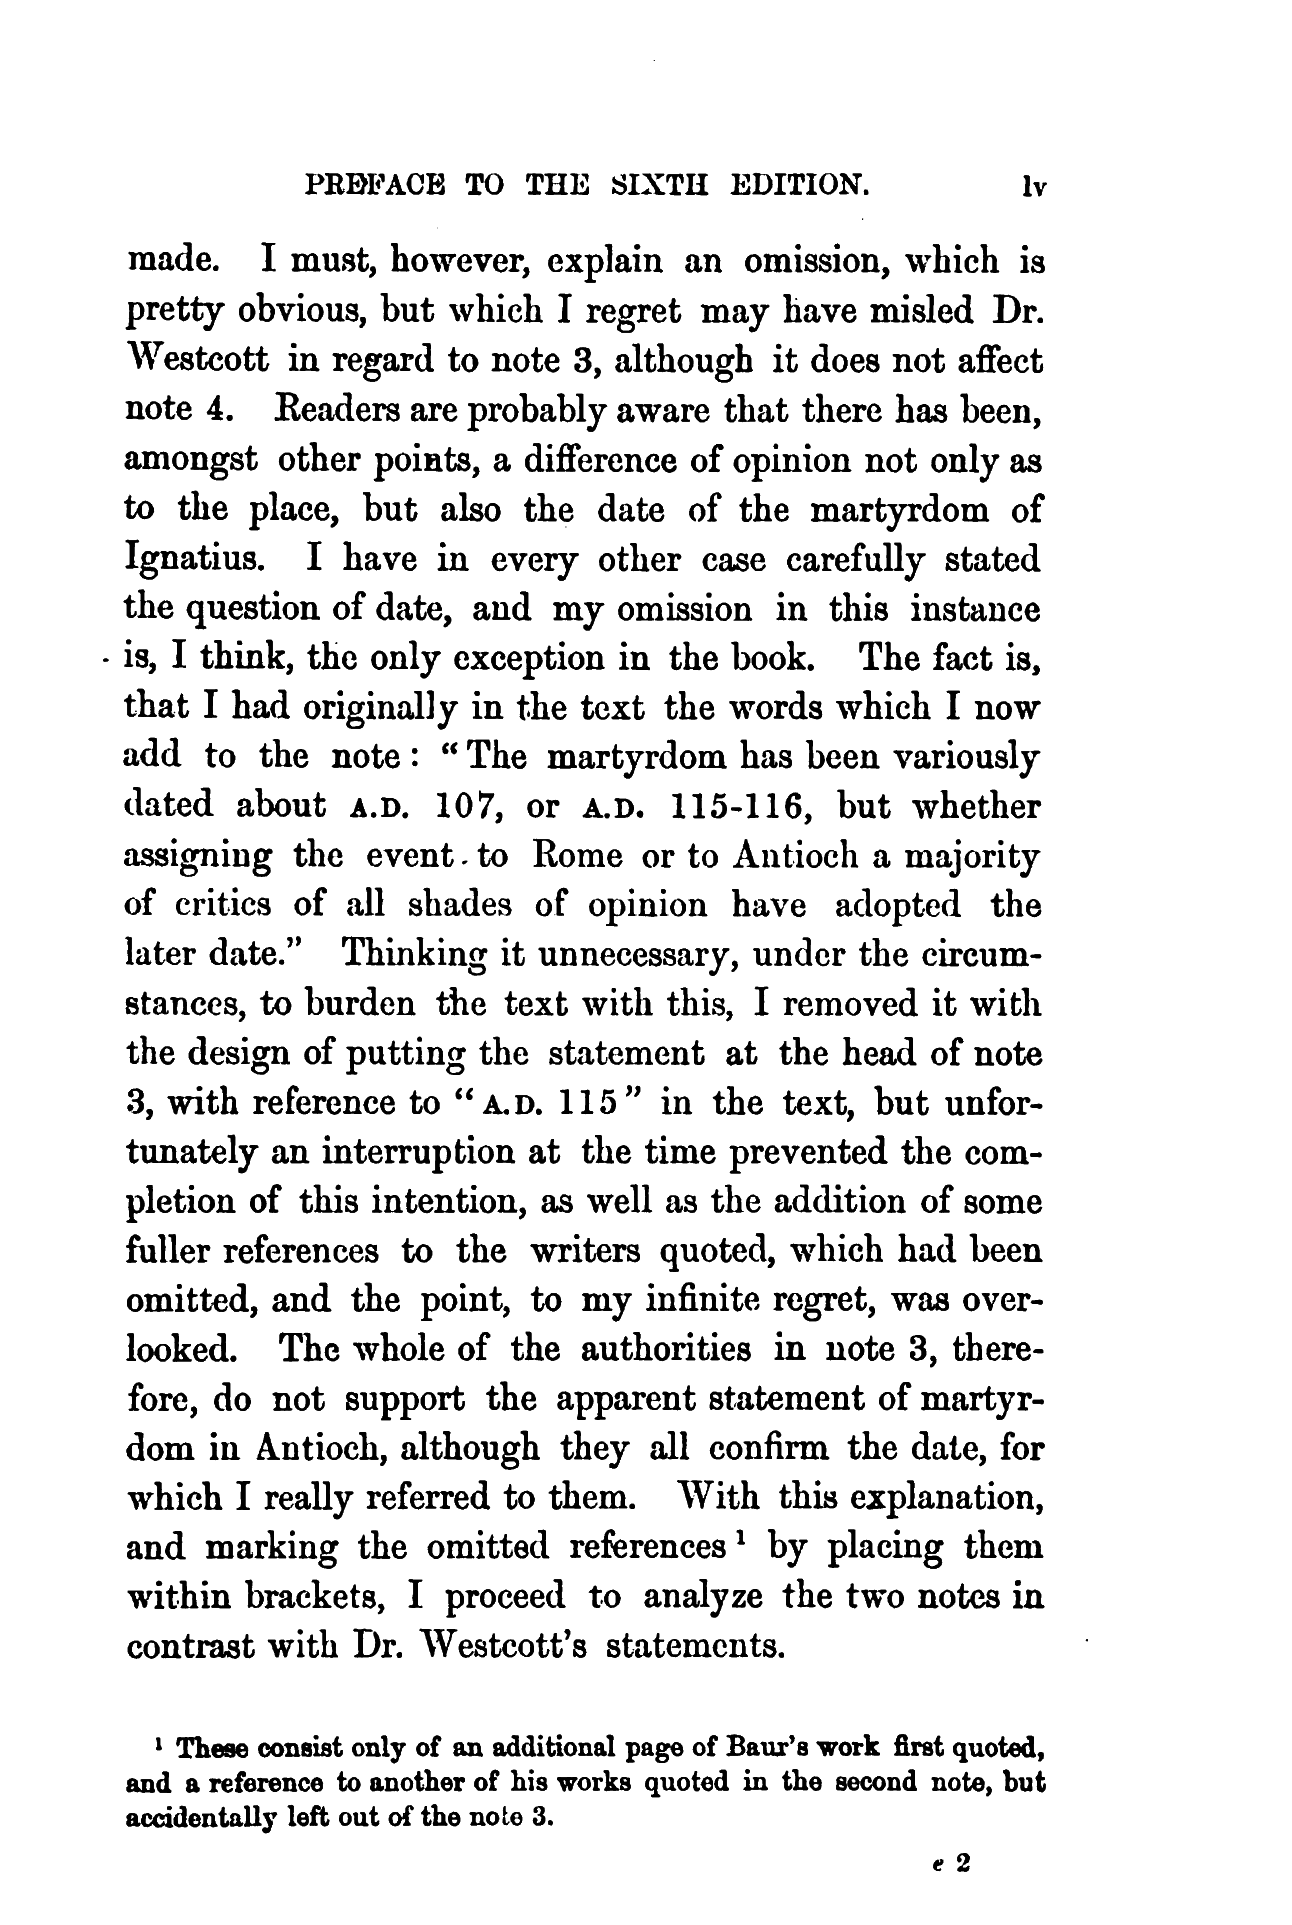 PREFACE TO THE SIXTH EDITION. lv
made. I must, however, explain an omission, which is
pretty obvious, but which I regret may have misled Dr.
Westcott in regard to note 3, although it does not affect
note 4. Readers are probably aware that there has been,
amongst other points, a difference of opinion not only as
to the place, but also the date of the martyrdom of
Ignatius. I have in every other case carefully stated
the question of date, and my omission in this instance
is, I think, the only exception in the book. The fact is,
that I had originally in the text the words which I now
add to the note : “The martyrdom has been variously
dated about A.D. 107, or A.D. 115-116, but whether
assigning the event to Rome or to Antioch a majority
of critics of all shades of opinion have adopted the
later date.” Thinking it unnecessary, under the circum-
stances, to burden the text with this, I removed it with
the design of putting the statement at the head of note
3, with reference to “A.D. 115” in the text, but unfor-
tunately an interruption at the time prevented the com-
pletion of this intention, as well as the addition of some
fuller references to the writers quoted, which had been
omitted, and the point, to my infinite regret, was over-
looked. The whole of the authorities in note 3, there-
fore, do not support the apparent statement of martyr-
dom in Antioch, although they all confirm the date, for
which I really referred to them. With this explanation,
and marking the omitted references ¹ by placing them
within brackets, I proceed to analyze the two notes in
contrast with Dr. Westcott’s statements.
¹ These consist only of an additional page of Baur’s work first quoted,
and a reference to another of his works quoted in the second note, but
accidentally left out of the note 3.
e 2